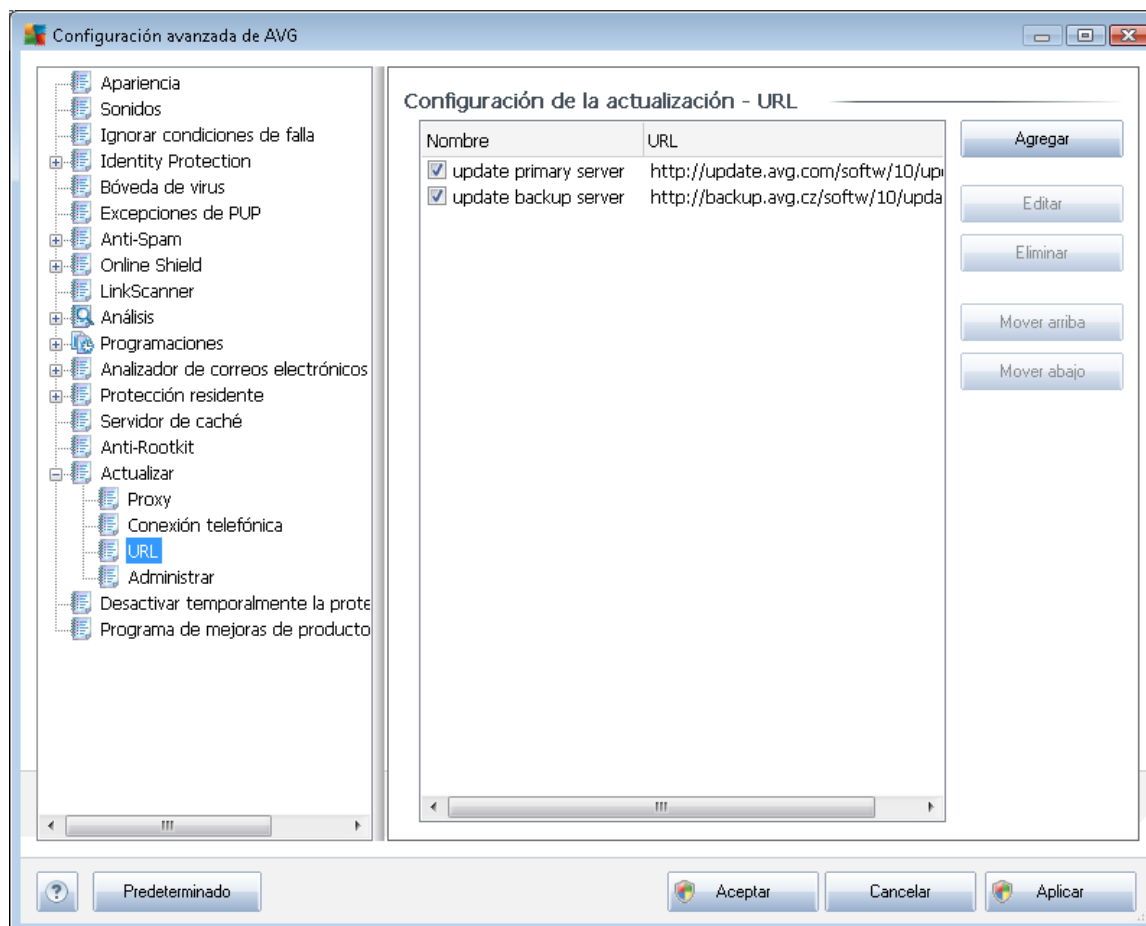 Configuración avanzada de AVG
Apariencia
Sonidos
Ignorar condiciones de falla
Identity Protection
Bóveda de virus
Excepciones de PUP
Anti-Spam
Online Shield
LinkScanner
Análisis
Programaciones
Analizador de correos electrónicos
Protección residente
Servidor de caché
Anti-Rootkit
Actualizar
Proxy
Conexión telefónica
URL
Administrar
Desactivar temporalmente la prote
Programa de mejoras de producto
Configuración de la actualización - URL
Nombre URL
update primary server http://update.avg.com/softw/10/up
update backup server http://backup.avg.cz/softw/10/upda
Agregar
Editar
Eliminar
Mover arriba
Mover abajo
Predeterminado
Aceptar
Cancelar
Aplicar